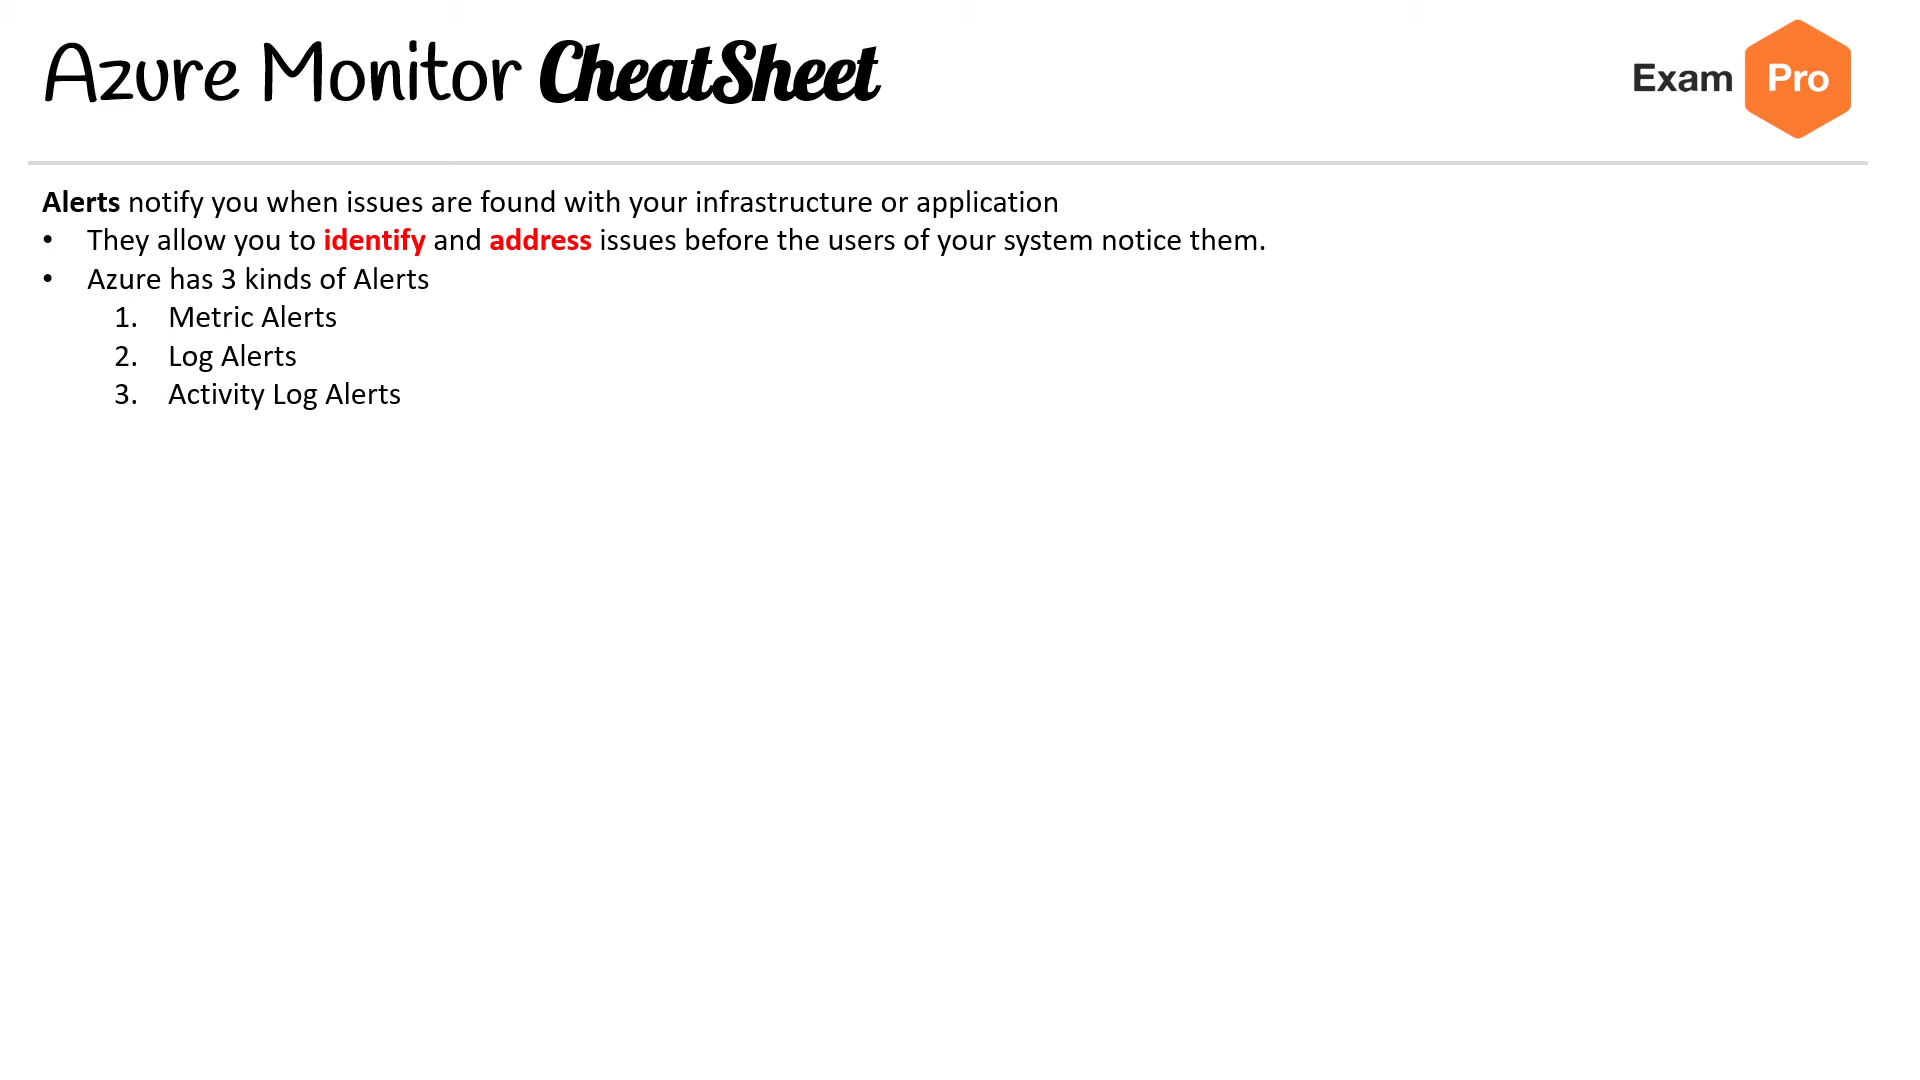 Azure Monitor CheatSheet
Exam Pro
Alerts notify you when issues are found with your infrastructure or application
• They allow you to identify and address issues before the users of your system notice them.
• Azure has 3 kinds of Alerts
1. Metric Alerts
2. Log Alerts
3. Activity Log Alerts